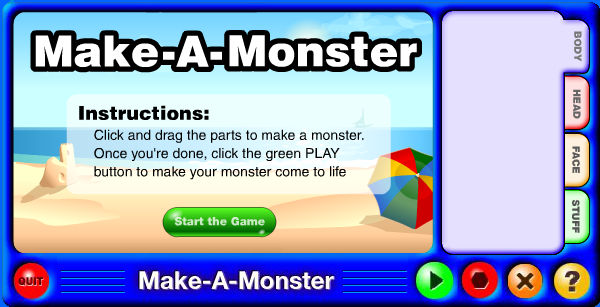 Make-A-Monster
Instructions:
Click and drag the parts to make a monster.
Once you're done, click the green PLAY
button to make your monster come to life
Start the Game
BODY
HEAD
FACE
STUFF
QUIT
Make-A-Monster
?